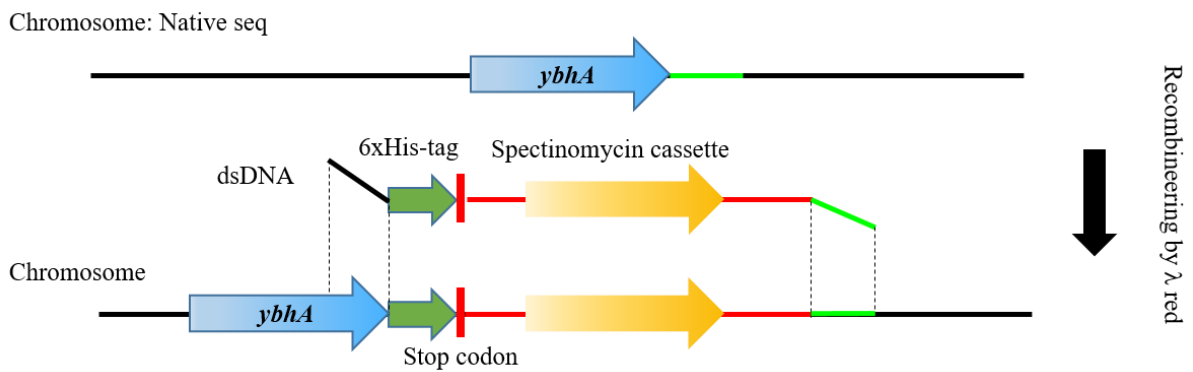 Chromosome: Native seq
ybhA
6xHis-tag
Spectinomycin cassette
dsDNA
Chromosome
ybhA
Stop codon
Recombineering by λ red